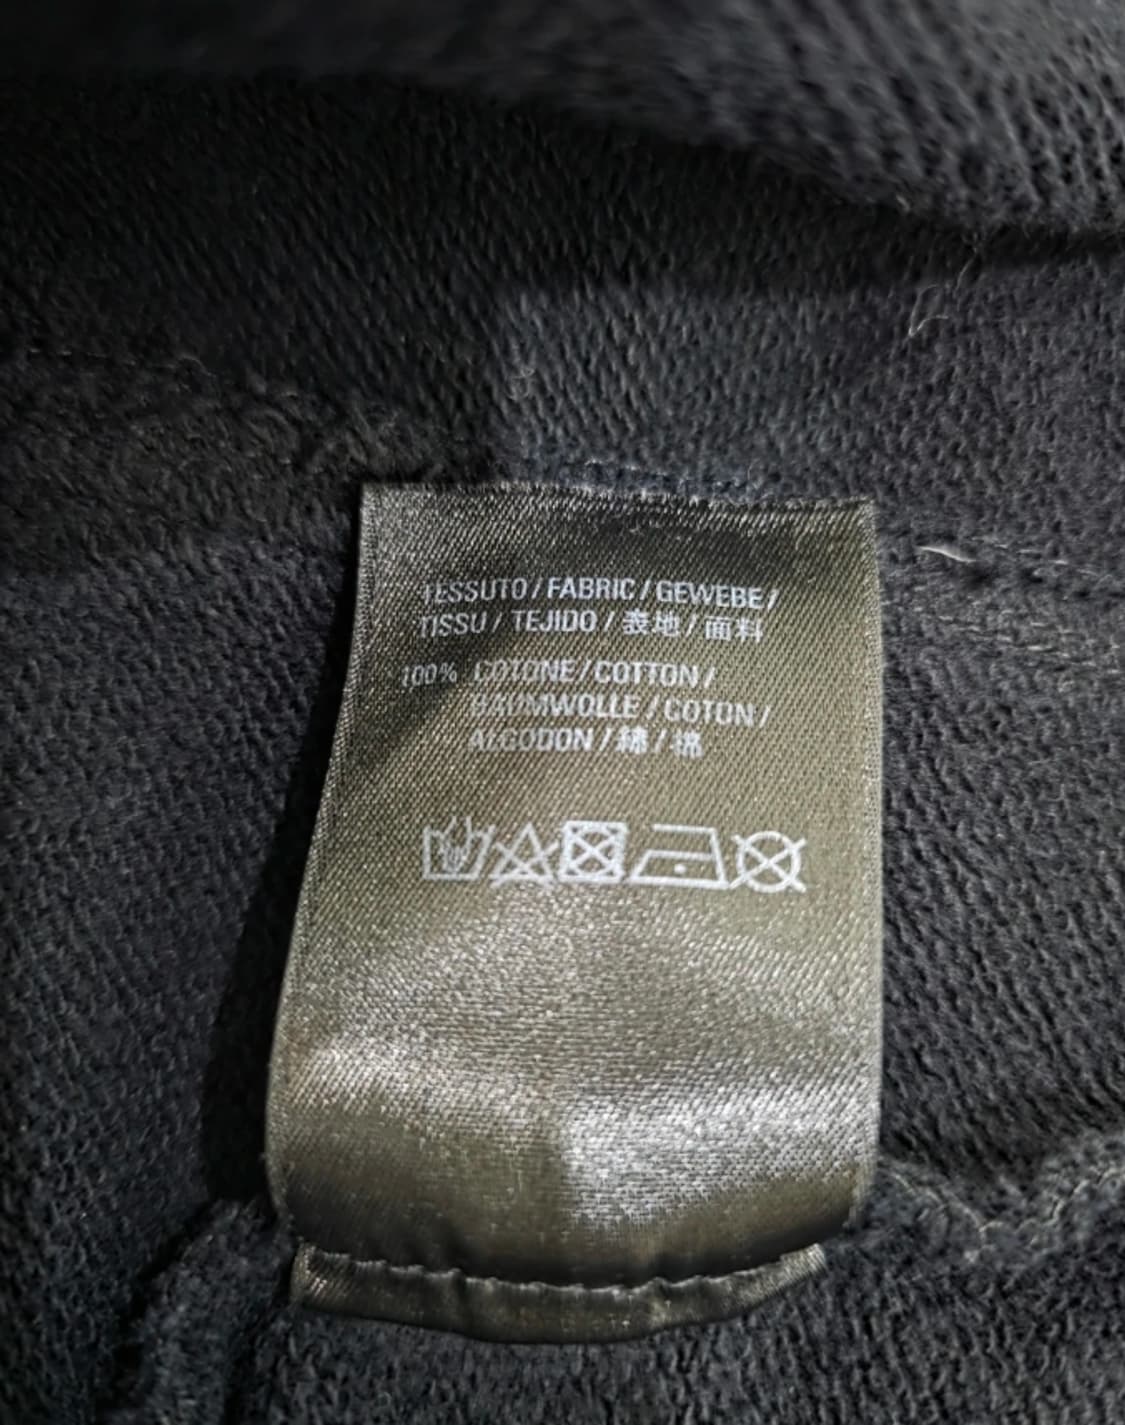 TESSUTO / FABRIC / GEWEBE /
TISSU / TEJIDO / 表地 / 面料
100% COTONE / COTTON /
BAUMWOLLE / COTON /
ALGODON / 綿 / 棉